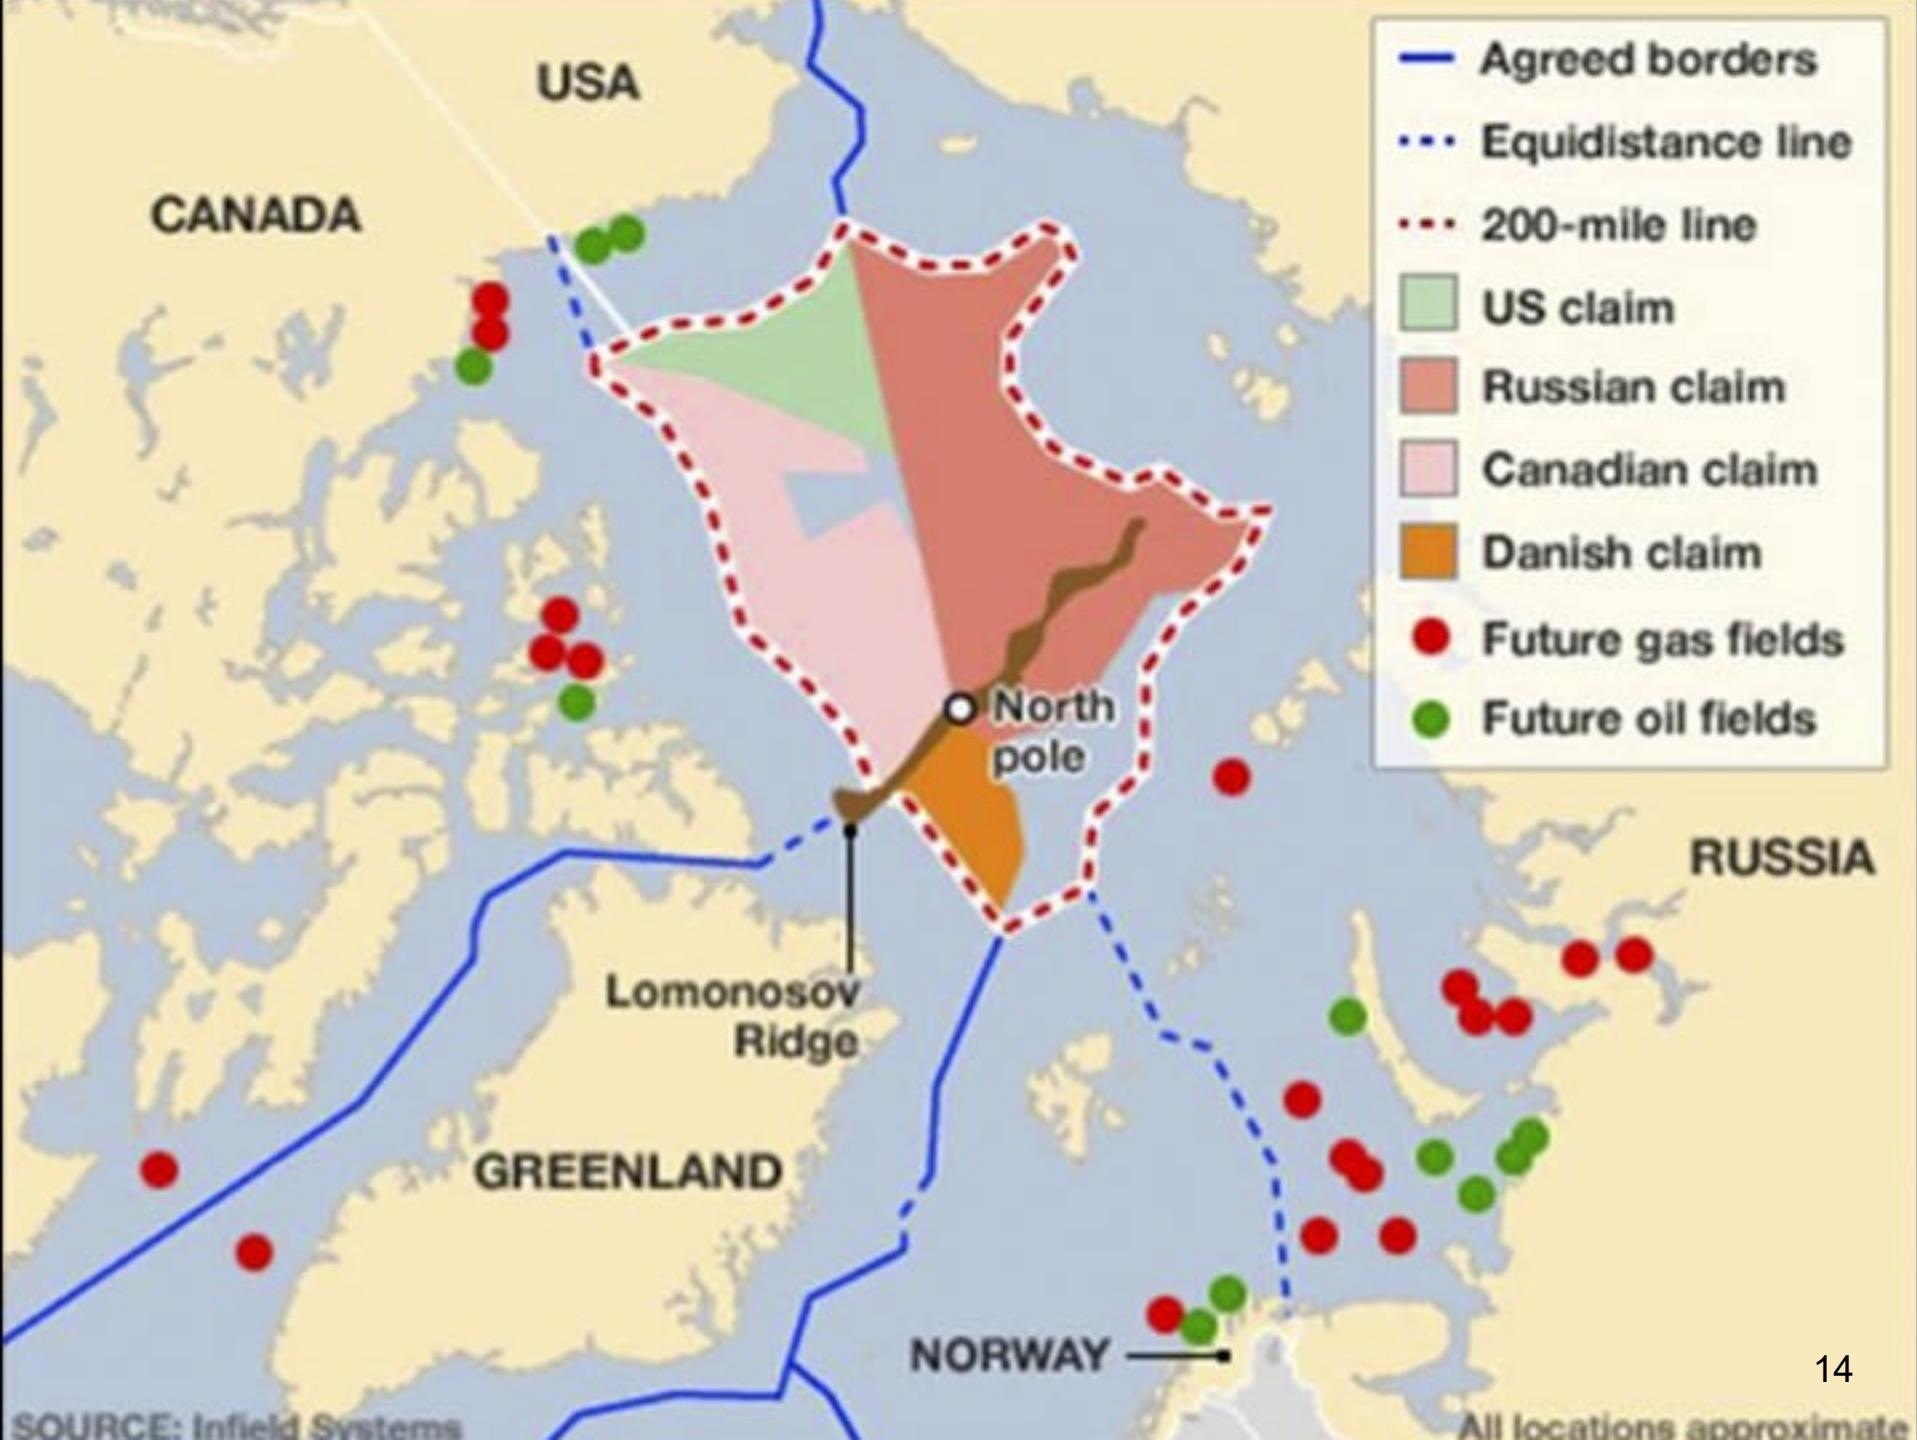 USA
CANADA
Agreed borders
Equidistance line
200-mile line
US claim
Russian claim
Canadian claim
Danish claim
Future gas fields
Future oil fields
North
pole
RUSSIA
Lomonosov
Ridge
GREENLAND
NORWAY
14
SOURCE: Infield Systems
All locations approximate